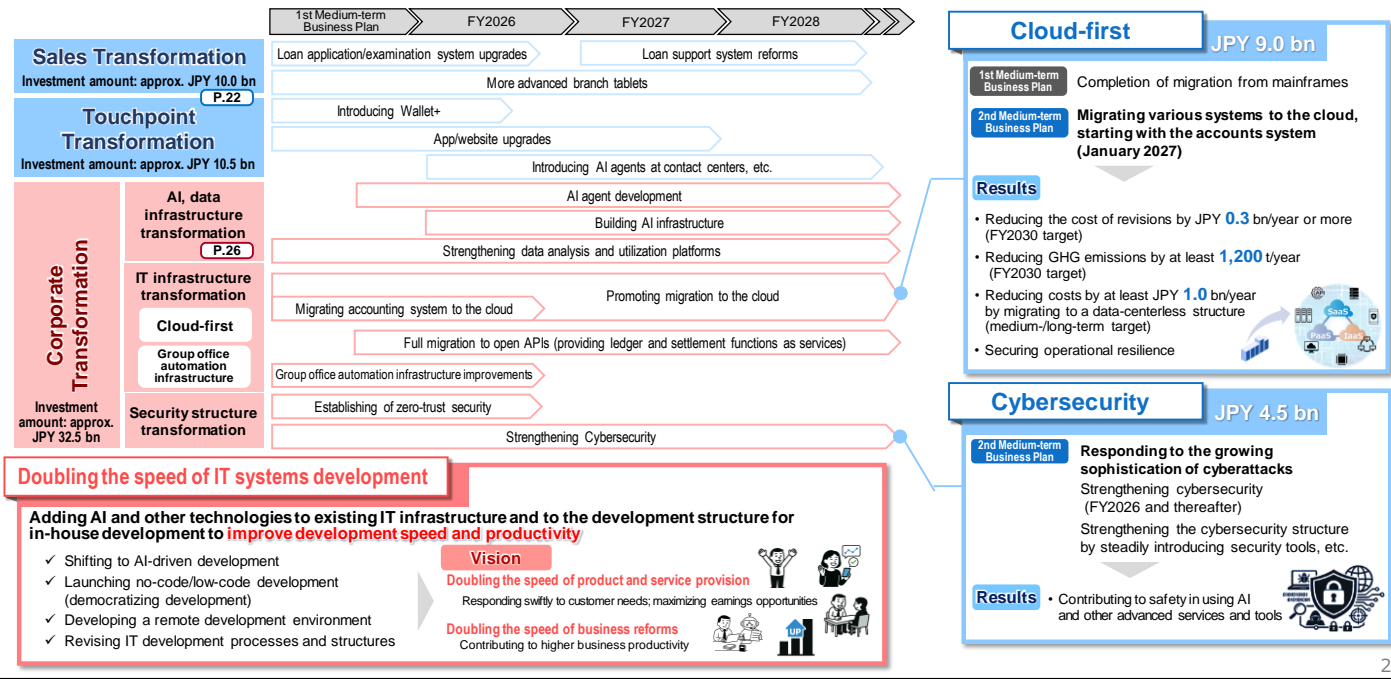 1st Medium-term
Business Plan
FY2026
FY2027
FY2028
Sales Transformation
Investment amount: approx. JPY 10.0 bn
P.22
Loan application/examination system upgrades
Loan support system reforms
More advanced branch tablets
Touchpoint
Transformation
Investment amount: approx. JPY 10.5 bn
Introducing Wallet+
App/website upgrades
Introducing AI agents at contact centers, etc.
Corporate
Transformation
Investment
amount: approx.
JPY 32.5 bn
AI, data
infrastructure
transformation
P.26
AI agent development
Building AI infrastructure
Strengthening data analysis and utilization platforms
IT infrastructure
transformation
Cloud-first
Group office
automation
infrastructure
Promoting migration to the cloud
Migrating accounting system to the cloud
Full migration to open APIs (providing ledger and settlement functions as services)
Group office automation infrastructure improvements
Security structure
transformation
Establishing of zero-trust security
Strengthening Cybersecurity
Cloud-first
JPY 9.0 bn
1st Medium-term
Business Plan
Completion of migration from mainframes
2nd Medium-term
Business Plan
Migrating various systems to the cloud,
starting with the accounts system
(January 2027)
Results
• Reducing the cost of revisions by JPY 0.3 bn/year or more
(FY2030 target)
• Reducing GHG emissions by at least 1,200 t/year
(FY2030 target)
• Reducing costs by at least JPY 1.0 bn/year
by migrating to a data-centerless structure
(medium-/long-term target)
• Securing operational resilience
API
SaaS
PaaS
IaaS
Cybersecurity
JPY 4.5 bn
2nd Medium-term
Business Plan
Responding to the growing
sophistication of cyberattacks
Strengthening cybersecurity
(FY2026 and thereafter)
Strengthening the cybersecurity structure
by steadily introducing security tools, etc.
Results
• Contributing to safety in using AI
and other advanced services and tools
Doubling the speed of IT systems development
Adding AI and other technologies to existing IT infrastructure and to the development structure for
in-house development to improve development speed and productivity
✓ Shifting to AI-driven development
✓ Launching no-code/low-code development
(democratizing development)
✓ Developing a remote development environment
✓ Revising IT development processes and structures
Vision
Doubling the speed of product and service provision
Responding swiftly to customer needs; maximizing earnings opportunities
Doubling the speed of business reforms
Contributing to higher business productivity
UP
2